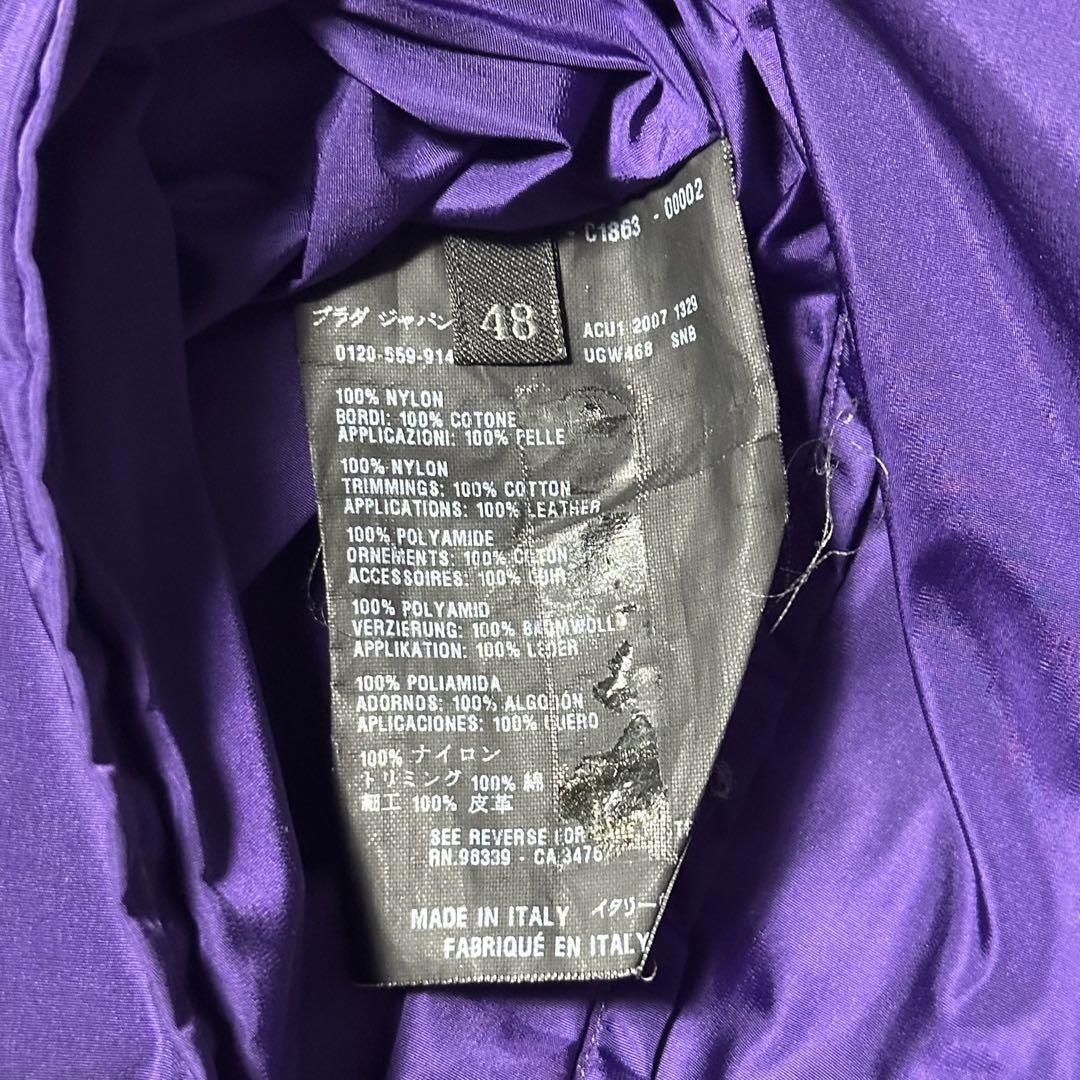 C1863 - 00002
プラダ ジャパン
48
ACU1 2007 1329
0120-559-914
UGW468 SNB
100% NYLON
BORDI: 100% COTONE
APPLICAZIONI: 100% PELLE
100% NYLON
TRIMMINGS: 100% COTTON
APPLICATIONS: 100% LEATHER
100% POLYAMIDE
ORNEMENTS: 100% COTON
ACCESSOIRES: 100% CUIR
100% POLYAMID
VERZIERUNG: 100% BAUMWOLLE
APPLIKATION: 100% LEDER
100% POLIAMIDA
ADORNOS: 100% ALGODÓN
APLICACIONES: 100% CUERO
100% ナイロン
トリミング 100% 綿
細工 100% 皮革
SEE REVERSE FOR
RN.98339 - CA 3476
MADE IN ITALY イタリー
FABRIQUÉ EN ITALY